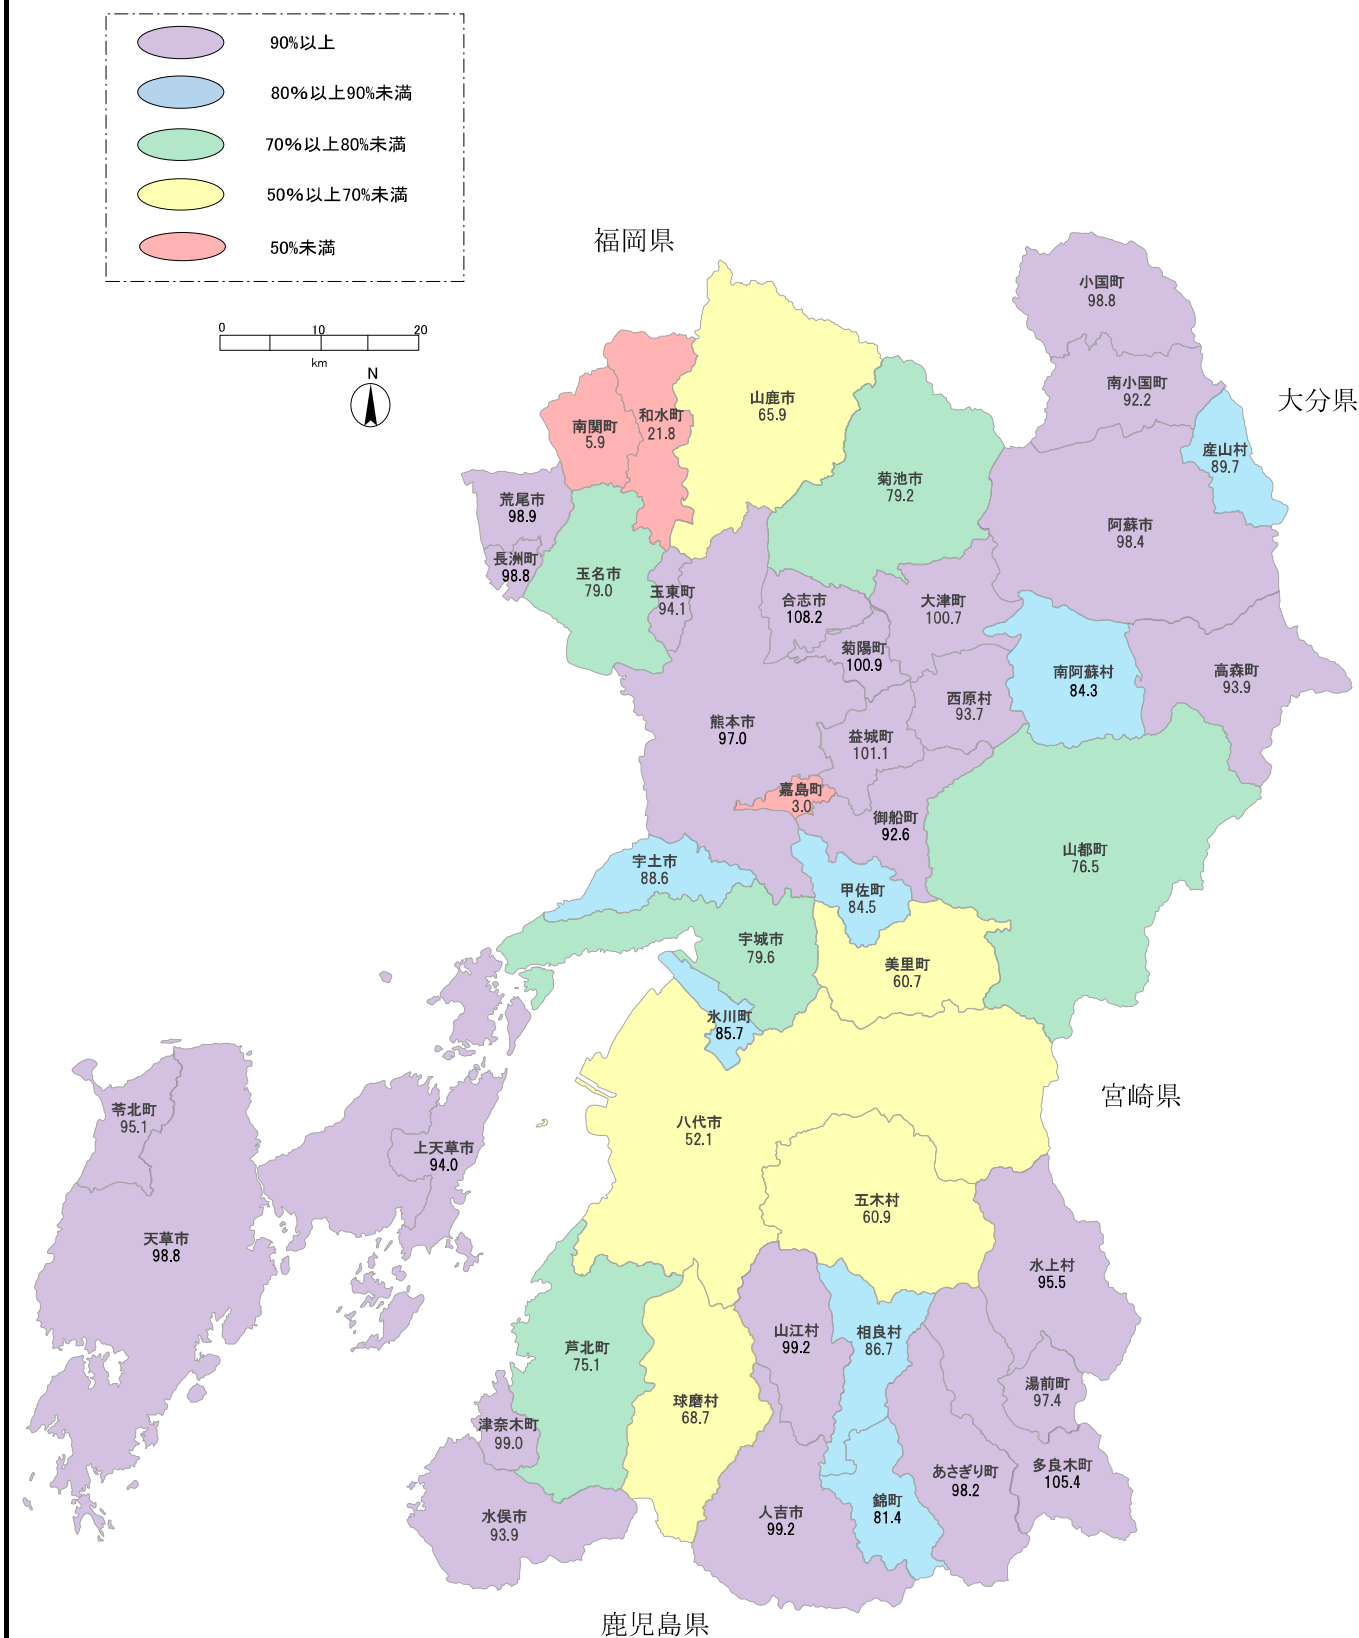 90%以上
80%以上90%未満
70%以上80%未満
50%以上70%未満
50%未満
0 10 20
km
N
福岡県
大分県
宮崎県
鹿児島県
小国町
98.8
南小国町
92.2
産山村
89.7
山鹿市
65.9
和水町
21.8
南関町
5.9
菊池市
79.2
荒尾市
98.9
長洲町
98.8
阿蘇市
98.4
玉名市
79.0
玉東町
94.1
合志市
108.2
大津町
100.7
菊陽町
100.9
南阿蘇村
84.3
高森町
93.9
西原村
93.7
熊本市
97.0
益城町
101.1
嘉島町
3.0
御船町
92.6
山都町
76.5
宇土市
88.6
甲佐町
84.5
宇城市
79.6
美里町
60.7
氷川町
85.7
苓北町
95.1
上天草市
94.0
八代市
52.1
五木村
60.9
天草市
98.8
水上村
95.5
山江村
99.2
相良村
86.7
芦北町
75.1
湯前町
97.4
球磨村
68.7
津奈木町
99.0
あさぎり町
98.2
多良木町
105.4
錦町
81.4
人吉市
99.2
水俣市
93.9